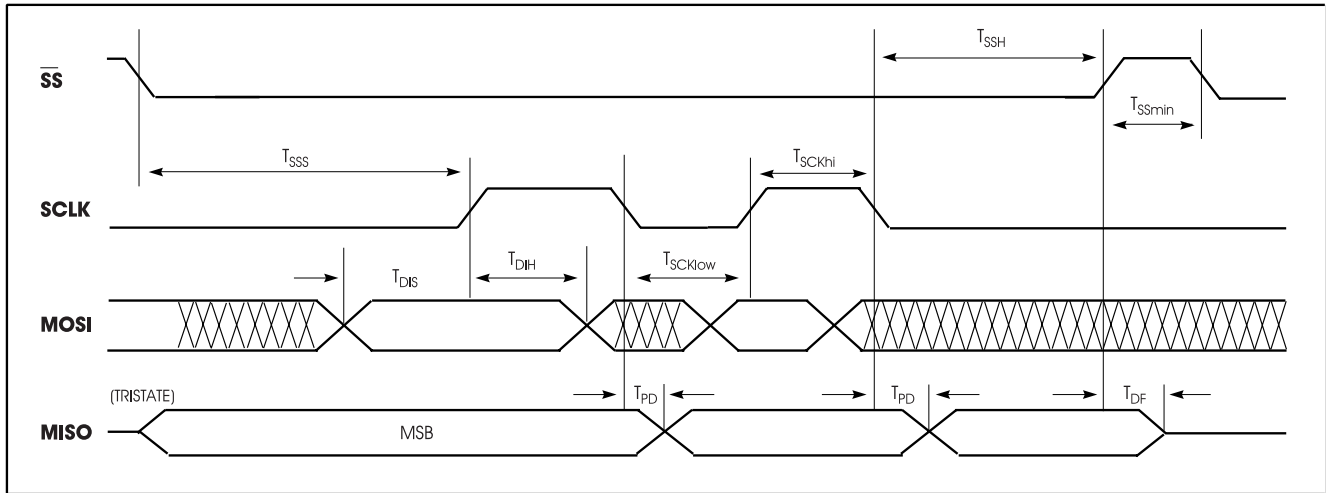 T_SSH
SS
T_SSmin
T_SSS
T_SCKhi
SCLK
T_DIS
T_DIH
T_SCKlow
MOSI
(TRISTATE)
T_PD
T_PD
T_DF
MISO
MSB